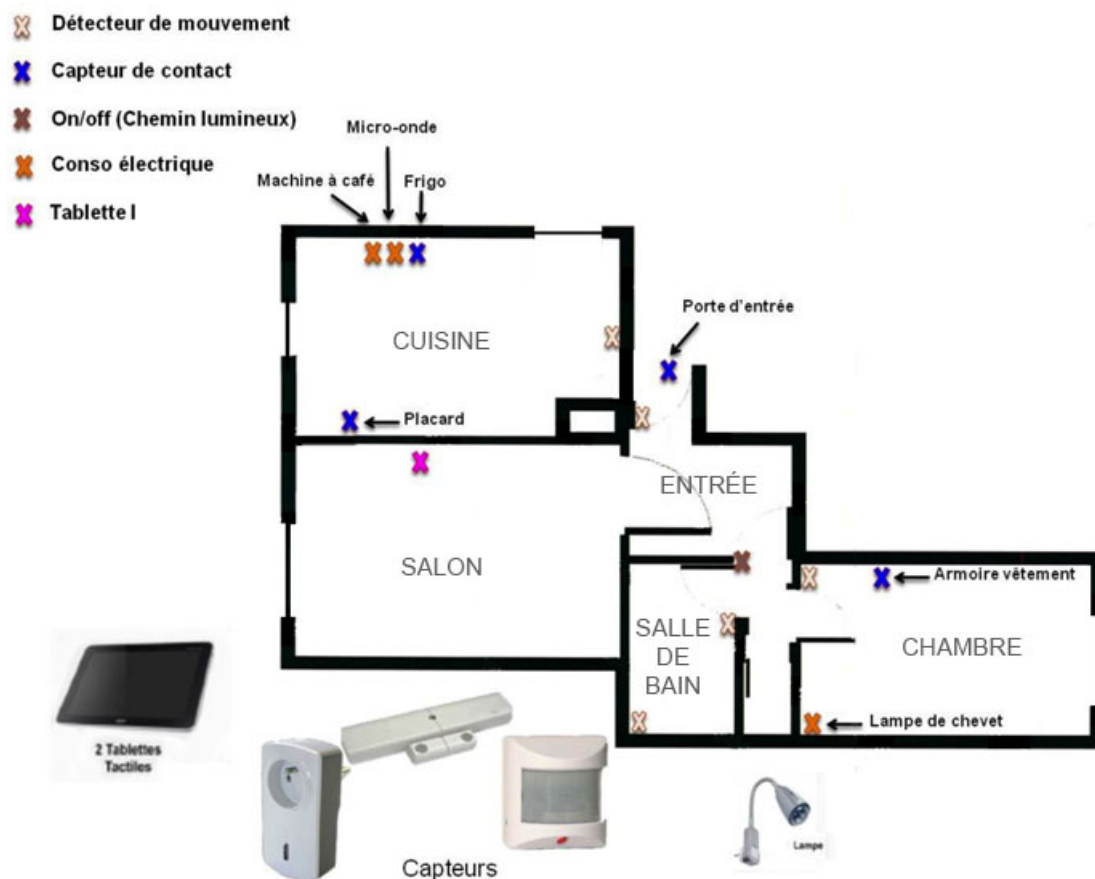 Détecteur de mouvement
Capteur de contact
On/off (Chemin lumineux)
Conso électrique
Tablette I
Micro-onde
Machine à café
Frigo
CUISINE
Porte d'entrée
Placard
ENTRÉE
SALON
Armoire vêtement
SALLE
DE
BAIN
CHAMBRE
Lampe de chevet
2 Tablettes
Tactiles
Lampe
Capteurs